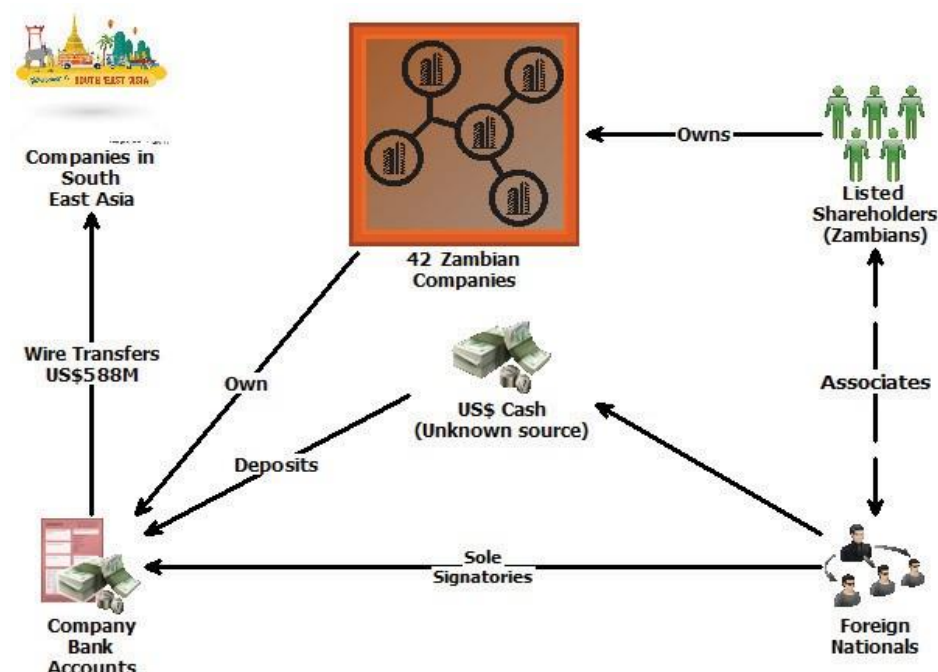 SOUTH EAST ASIA
Companies in
South
East Asia
Owns
Listed
Shareholders
(Zambians)
42 Zambian
Companies
Wire Transfers
US$588M
Own
US$ Cash
(Unknown source)
Associates
Deposits
Sole
Signatories
Company
Bank
Accounts
Foreign
Nationals